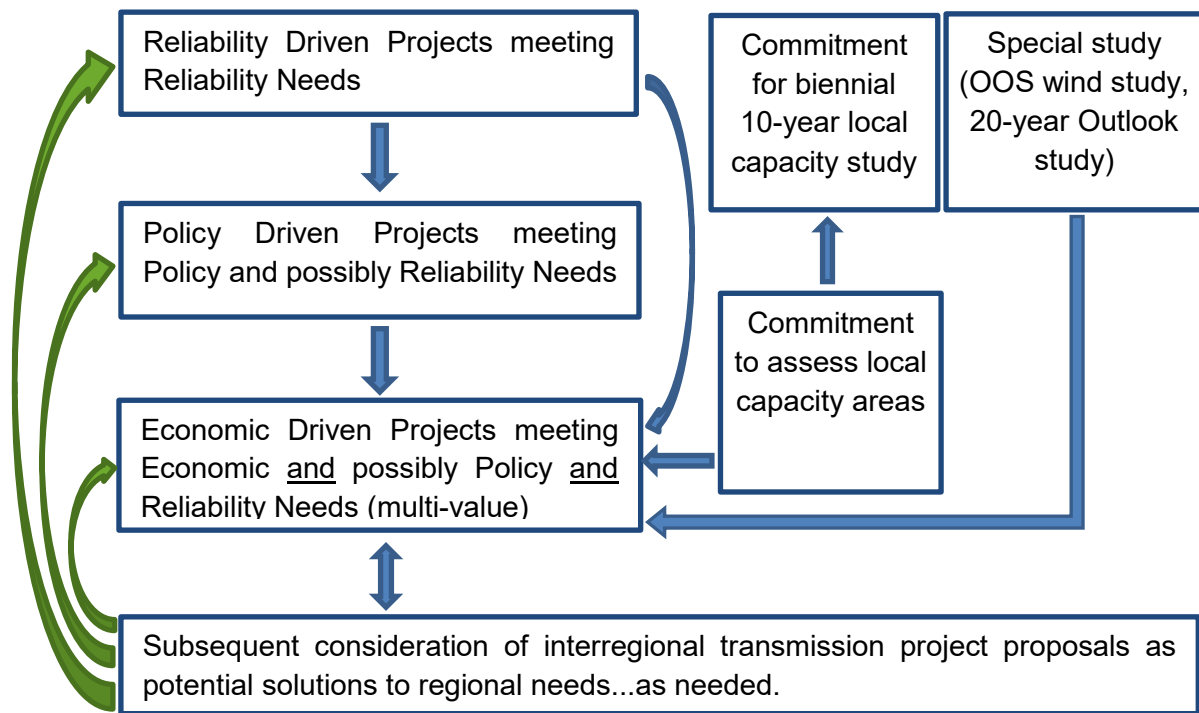 Reliability Driven Projects meeting
Reliability Needs
Commitment
for biennial
10-year local
capacity study
Special study
(OOS wind study,
20-year Outlook
study)
Policy Driven Projects meeting
Policy and possibly Reliability Needs
Commitment
to assess local
capacity areas
Economic Driven Projects meeting
Economic and possibly Policy and
Reliability Needs (multi-value)
Subsequent consideration of interregional transmission project proposals as
potential solutions to regional needs...as needed.